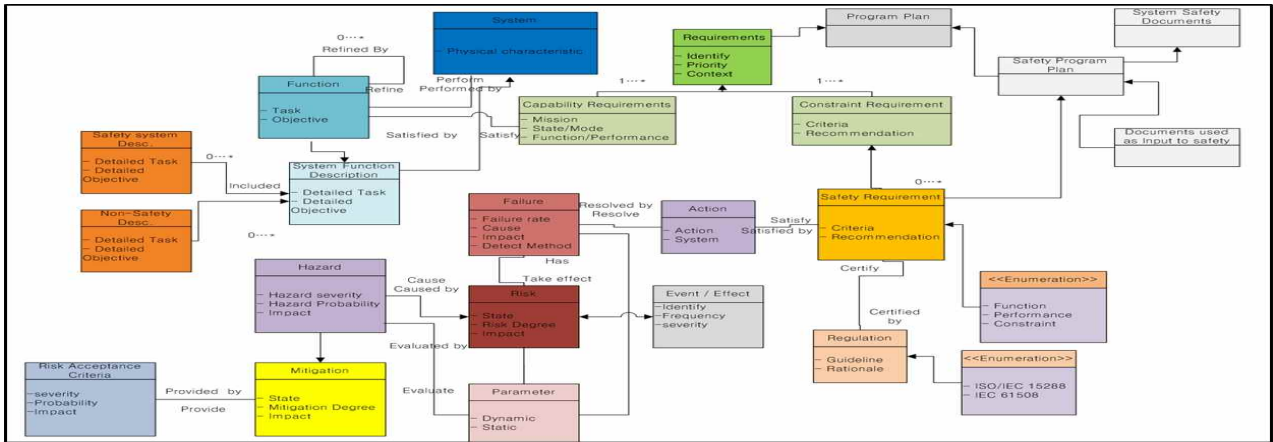 System
– Physical characteristic
Requirements
– Identify
– Priority
– Context
Program Plan
System Safety
Documents
Safety Program
Plan
Documents used
as Input to safety
0···*
Refined By
Refine
Function
– Task
– Objective
Perform
Performed by
Satisfied by
Satisfy
1···*
1···*
Capability Requirements
– Mission
– State/Mode
– Function/Performance
Constraint Requirement
– Criteria
– Recommendation
Safety system
Desc.
– Detailed Task
– Detailed
Objective
0···*
Included
System Function
Description
– Detailed Task
– Detailed
Objective
Non-Safety
Desc.
– Detailed Task
– Detailed
Objective
0···*
Failure
– Failure rate
– Cause
– Impact
– Detect Method
Resolved by
Resolve
Action
– Action
– System
Satisfy
Satisfied by
0···*
Safety Requirement
– Criteria
– Recommendation
Has
Take effect
Certify
Certified
by
<<Enumeration>>
– Function
– Performance
– Constraint
Hazard
– Hazard severity
– Hazard Probability
– Impact
Cause
Caused by
Risk
– State
– Risk Degree
– Impact
Event / Effect
–Identify
–Frequency
–severity
Regulation
– Guideline
– Rationale
<<Enumeration>>
– ISO/IEC 15288
– IEC 61508
Evaluated by
Evaluate
Risk Acceptance
Criteria
–severity
–Probability
–Impact
Provided by
Provide
Mitigation
– State
– Mitigation Degree
– Impact
Parameter
– Dynamic
– Static